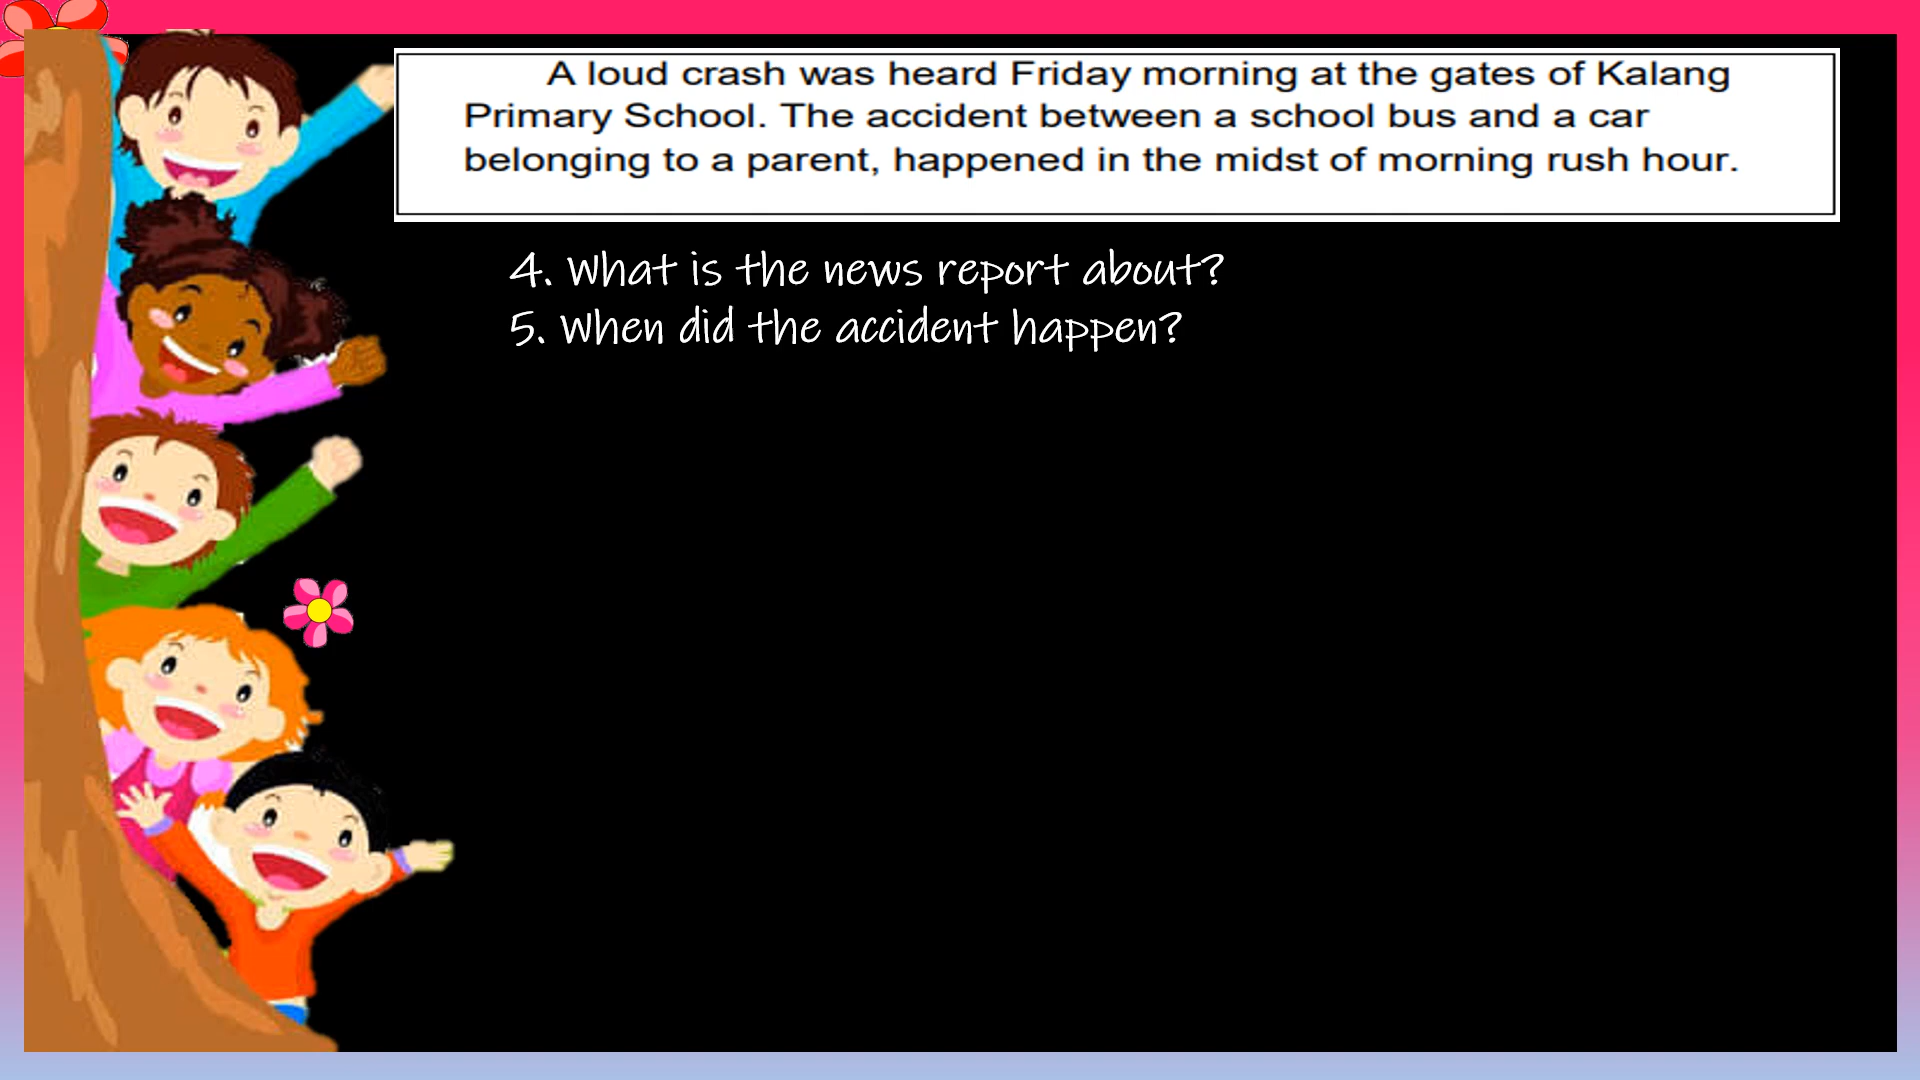 A loud crash was heard Friday morning at the gates of Kalang
Primary School. The accident between a school bus and a car
belonging to a parent, happened in the midst of morning rush hour.
4. What is the news report about?
5. When did the accident happen?